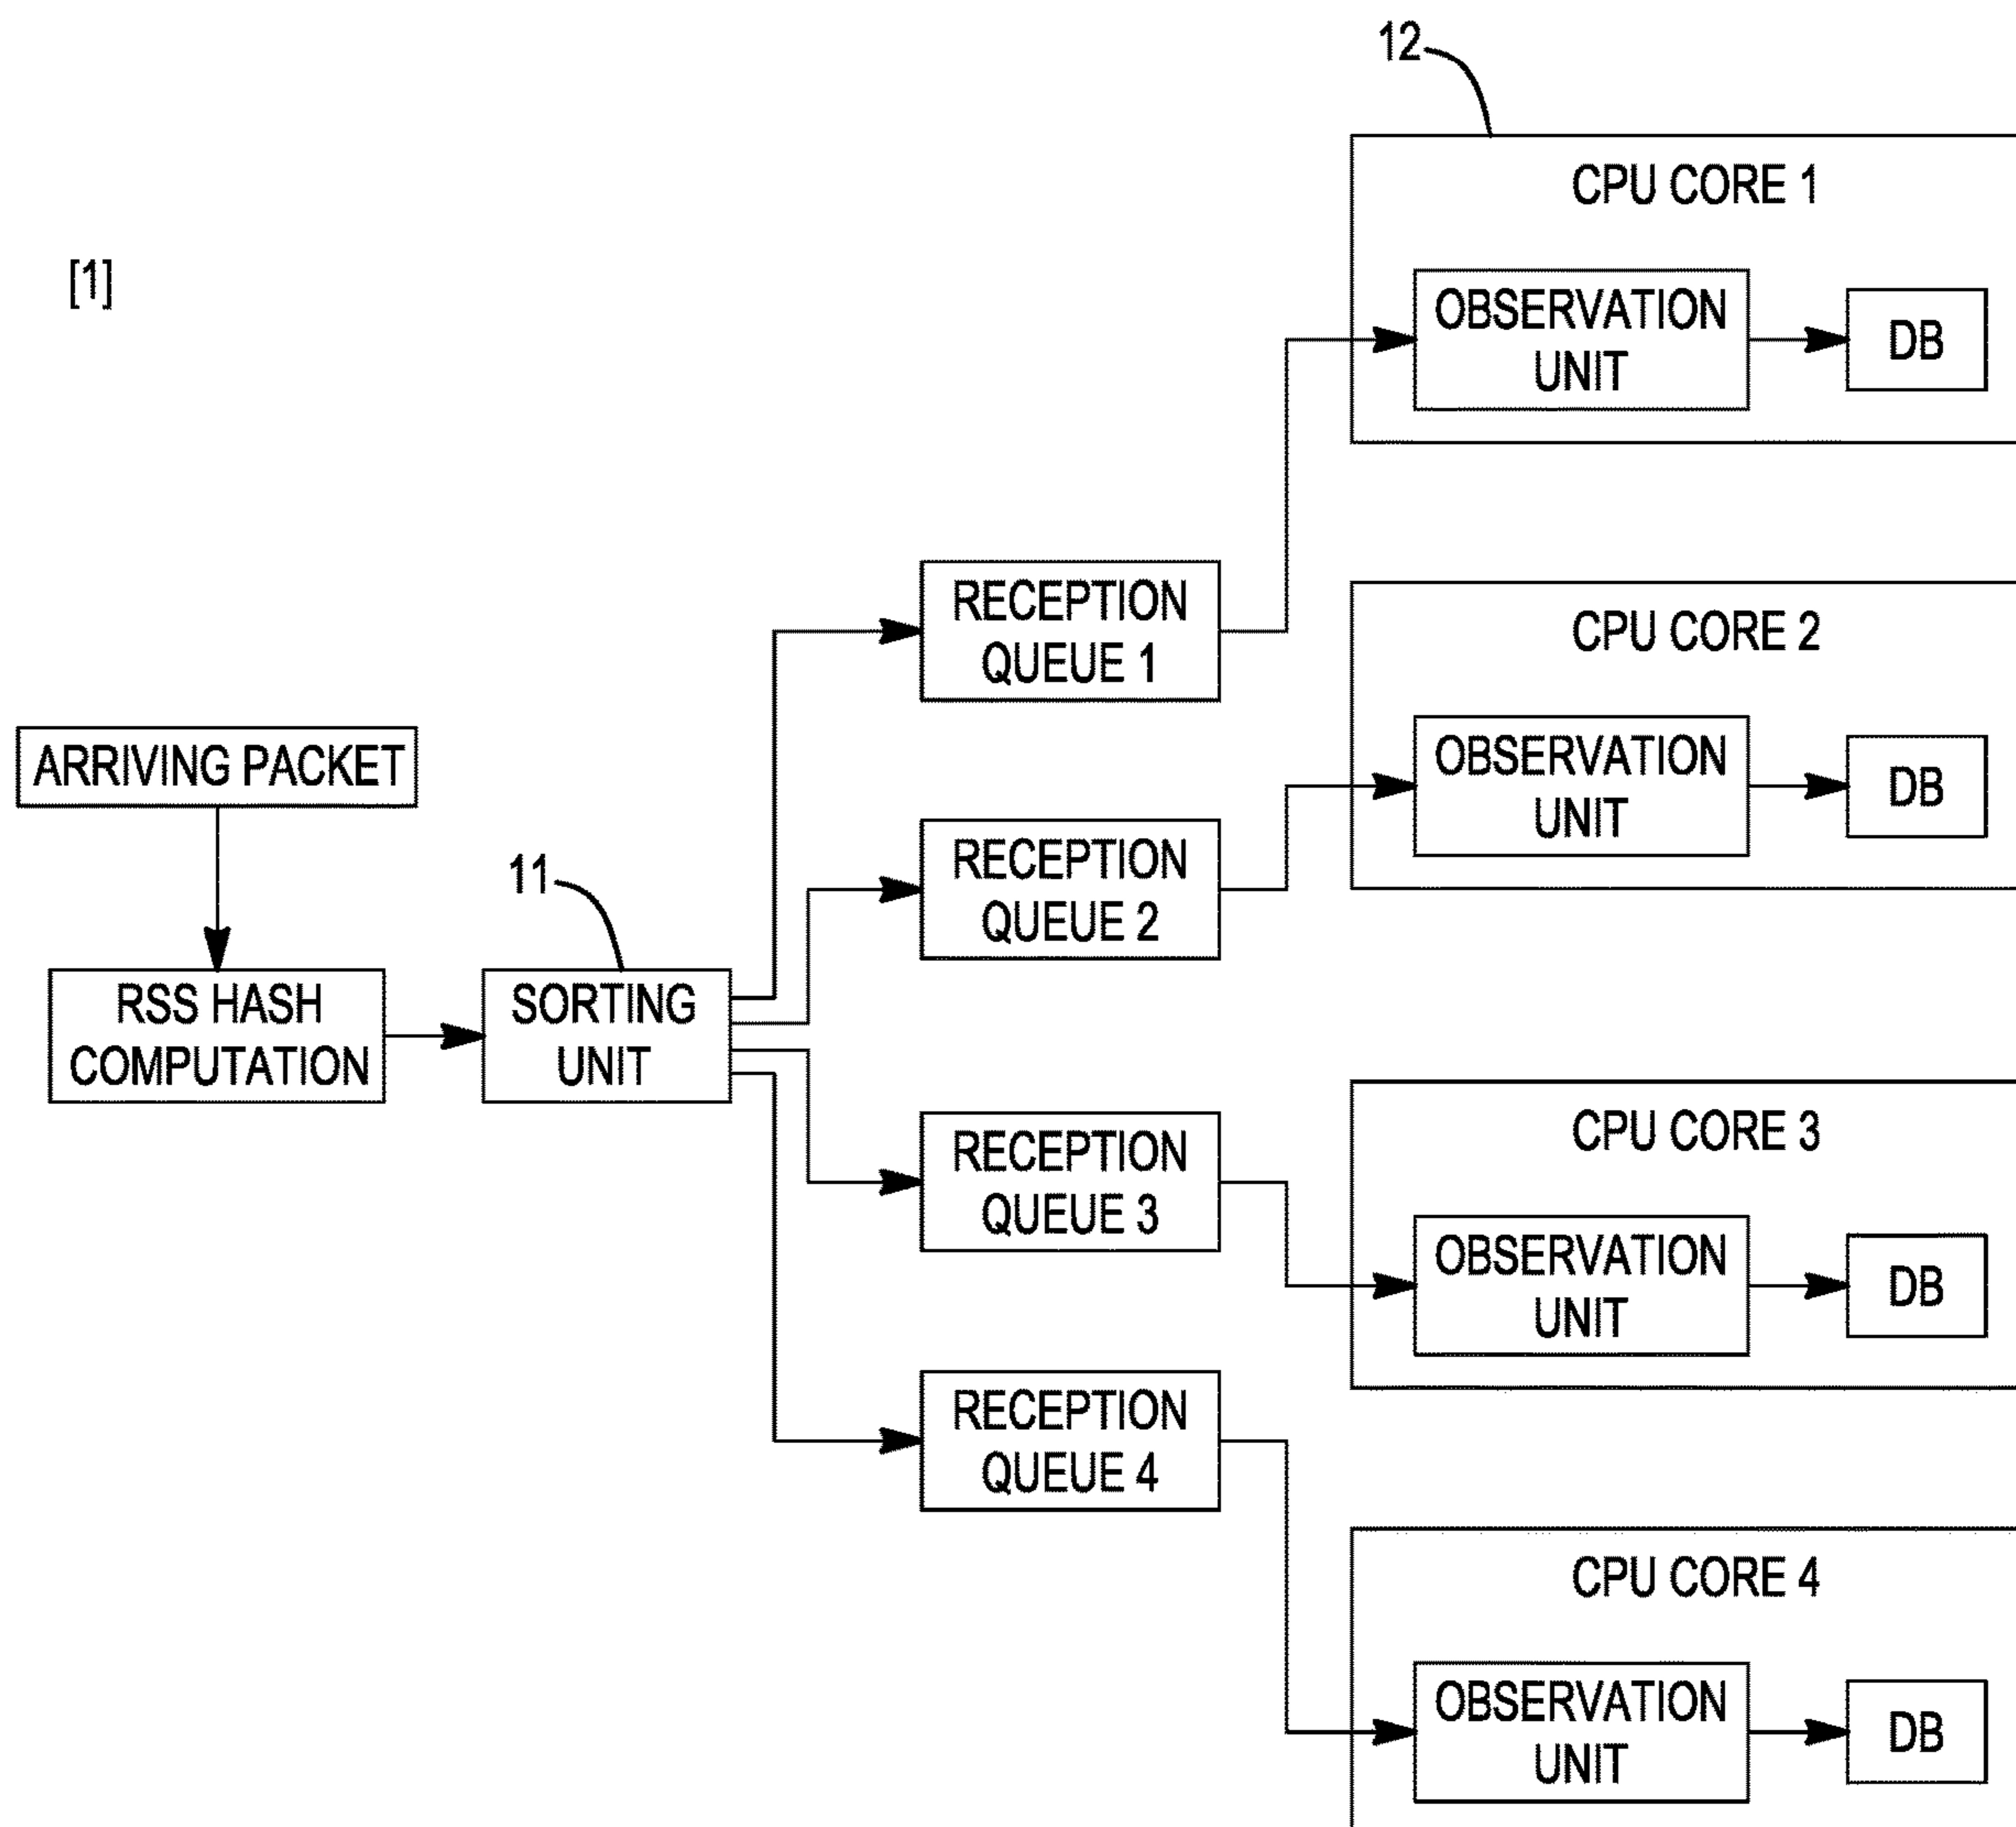 12
CPU CORE 1
[1]
OBSERVATION
UNIT
DB
RECEPTION
QUEUE 1
CPU CORE 2
OBSERVATION
UNIT
DB
ARRIVING PACKET
RECEPTION
QUEUE 2
11
RSS HASH
COMPUTATION
SORTING
UNIT
RECEPTION
QUEUE 3
CPU CORE 3
OBSERVATION
UNIT
DB
RECEPTION
QUEUE 4
CPU CORE 4
OBSERVATION
UNIT
DB